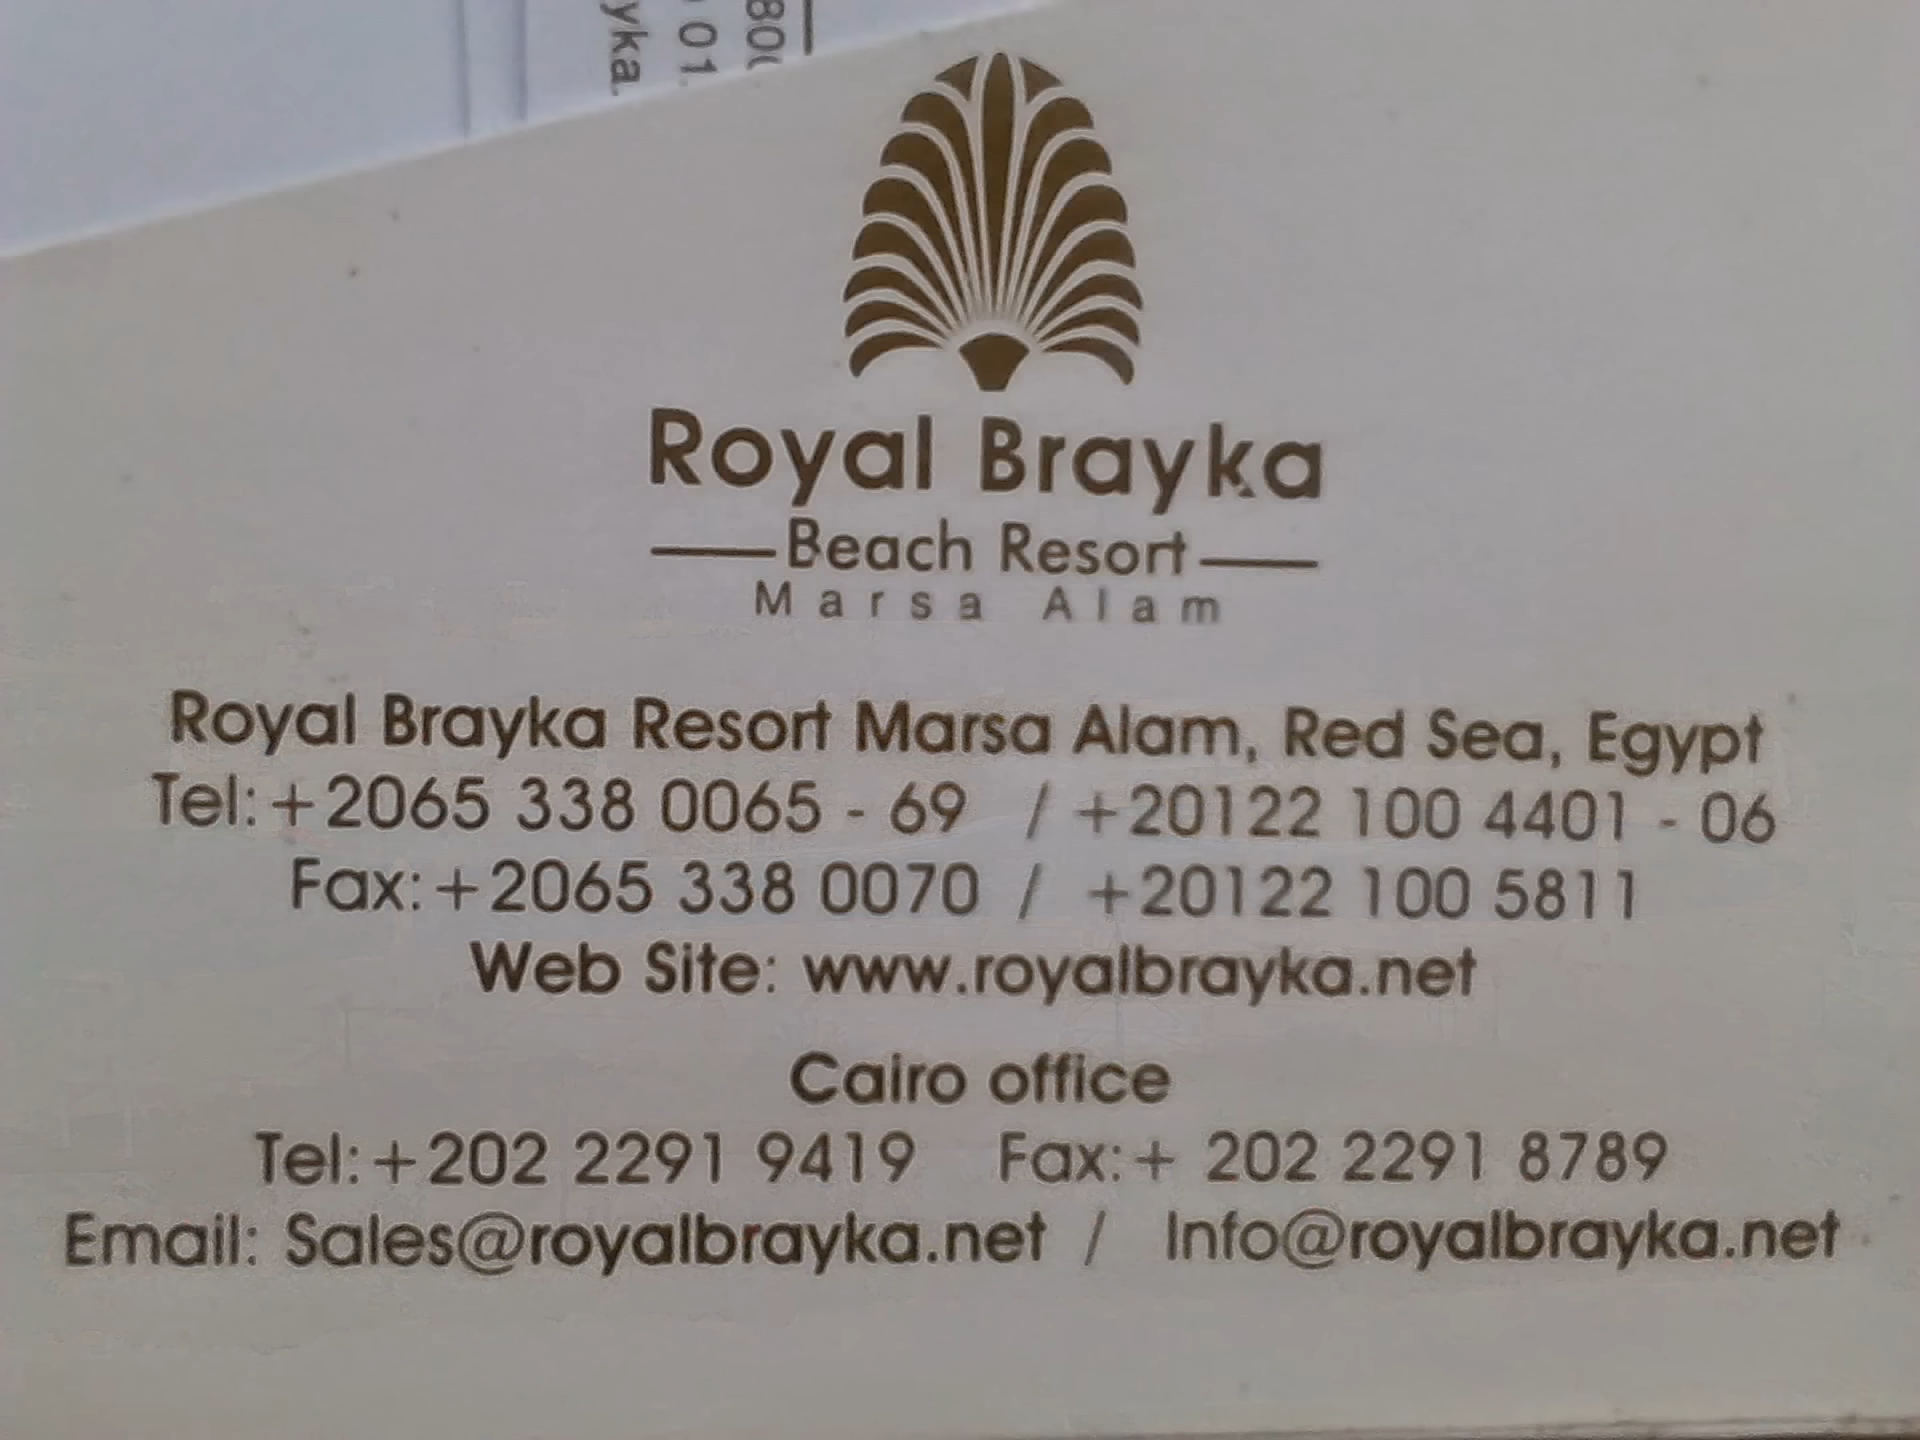 Royal Brayka
Beach Resort
Marsa Alam
Royal Brayka Resort Marsa Alam, Red Sea, Egypt
Tel:+2065 338 0065 - 69 / +20122 100 4401 - 06
Fax:+2065 338 0070 / +20122 100 5811
Web Site: www.royalbrayka.net
Cairo office
Tel:+202 2291 9419 Fax:+ 202 2291 8789
Email: Sales@royalbrayka.net / Info@royalbrayka.net